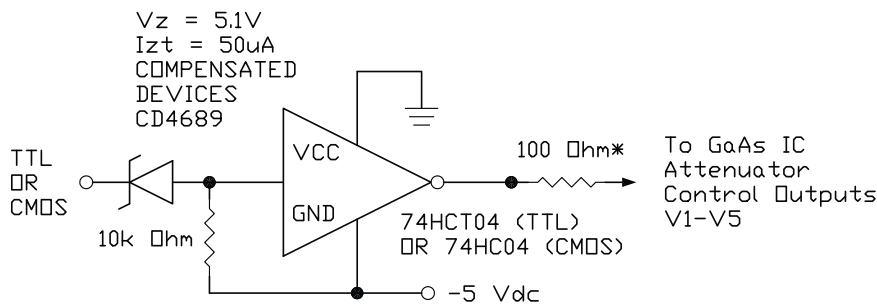 Vz = 5.1V
Izt = 50uA
COMPENSATED
DEVICES
CD4689
TTL
OR
CMOS
10k Ohm
VCC
GND
100 Ohm*
74HCT04 (TTL)
OR 74HC04 (CMOS)
-5 Vdc
To GaAs IC
Attenuator
Control Outputs
V1-V5